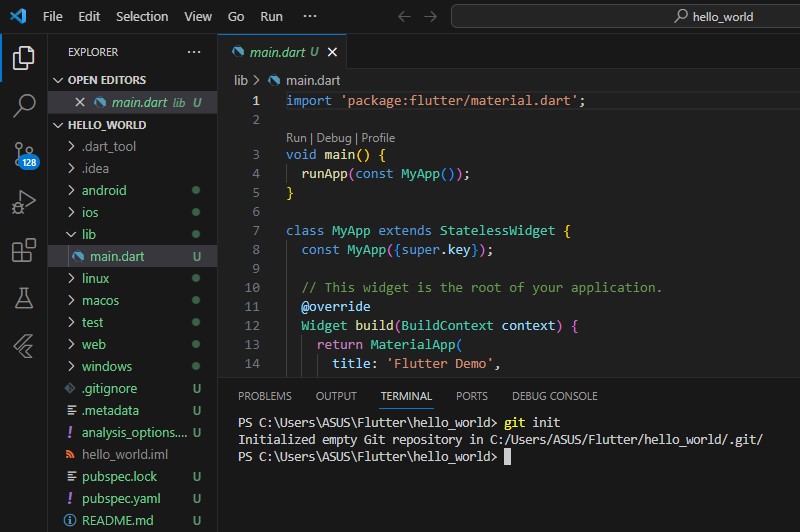 File Edit Selection View Go Run ···
hello_world
EXPLORER ···
OPEN EDITORS
main.dart lib U
HELLO_WORLD
.dart_tool
.idea
android
ios
lib
main.dart U
linux
macos
test
web
windows
.gitignore U
.metadata U
analysis_options.... U
hello_world.iml
pubspec.lock U
pubspec.yaml U
README.md U
128
main.dart U
lib > main.dart
1 import 'package:flutter/material.dart';
2
Run | Debug | Profile
3 void main() {
4 runApp(const MyApp());
5 }
6
7 class MyApp extends StatelessWidget {
8 const MyApp({super.key});
9
10 // This widget is the root of your application.
11 @override
12 Widget build(BuildContext context) {
13 return MaterialApp(
14 title: 'Flutter Demo',
PROBLEMS OUTPUT TERMINAL PORTS DEBUG CONSOLE
PS C:\Users\ASUS\Flutter\hello_world> git init
Initialized empty Git repository in C:/Users/ASUS/Flutter/hello_world/.git/
PS C:\Users\ASUS\Flutter\hello_world>